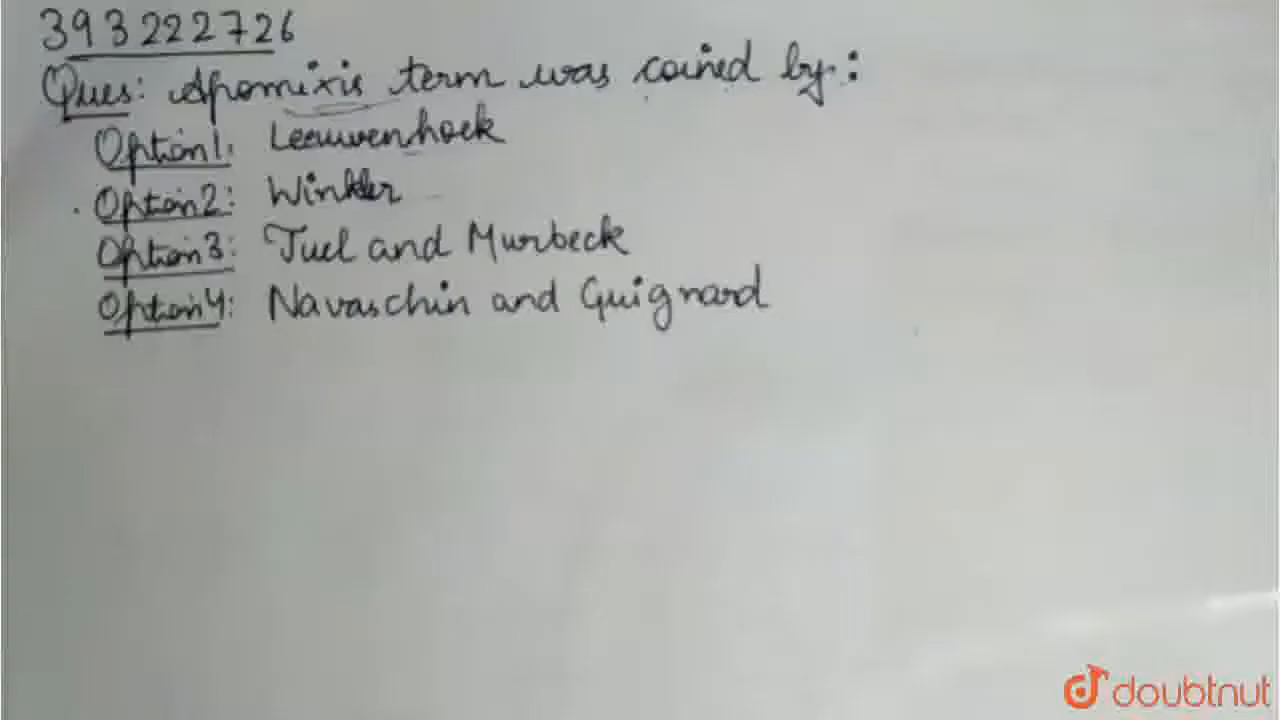 393222726
Ques: Apomixis term was coined by:
Option1: Leeuwenhoek
Option2: Winkler
Option3: Juel and Murbeck
Option4: Navaschin and Guignard
doubtnut